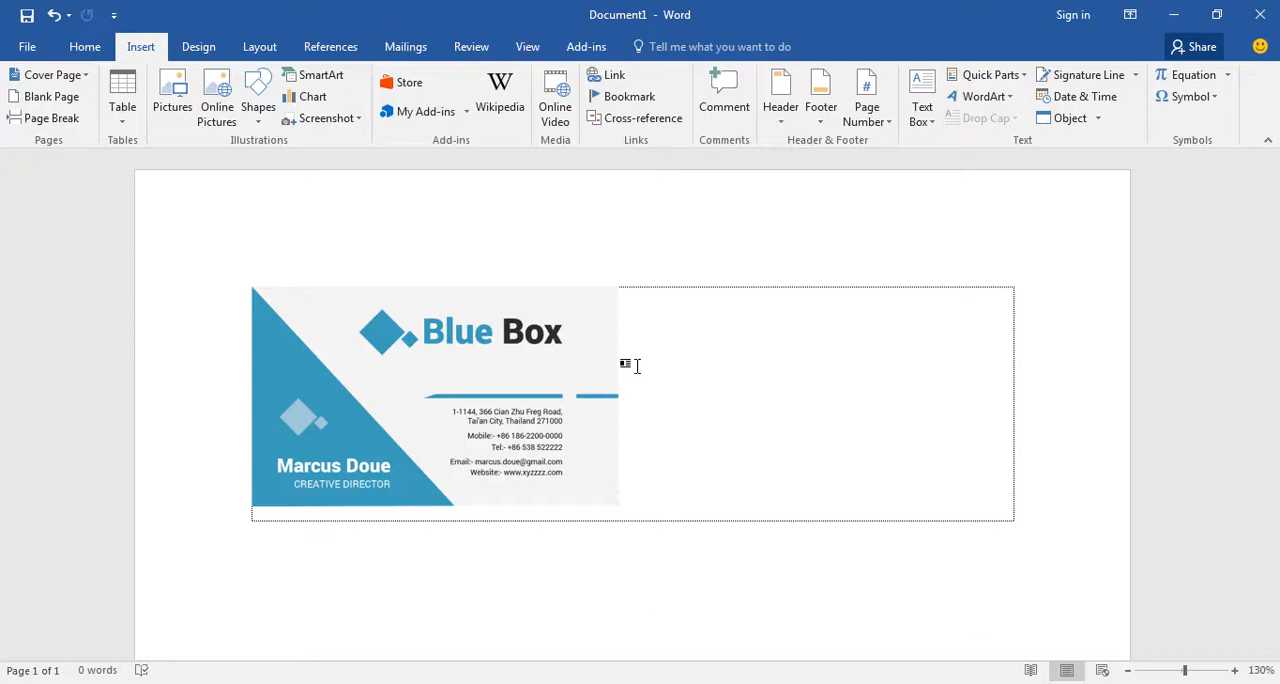 Document1 - Word
Sign in
File Home Insert Design Layout References Mailings Review View Add-ins Tell me what you want to do Share
Cover Page
Blank Page
Page Break
Pages
Table
Tables
Pictures
Online Pictures
Shapes
SmartArt
Chart
Screenshot
Illustrations
Store
My Add-ins
W
Wikipedia
Add-ins
Online Video
Media
Link
Bookmark
Cross-reference
Links
Comment
Comments
Header
Footer
#
Page Number
Header & Footer
A
Text Box
Quick Parts
A WordArt
A Drop Cap
Signature Line
Date & Time
Object
Text
π Equation
Ω Symbol
Symbols
Blue Box
1-1144, 366 Cian Zhu Freg Road,
Tai'an City, Thailand 271000
Mobile:- +86 186-2200-0000
Tel:- +86 538 522222
Email:- marcus.doue@gmail.com
Website:- www.xyzzzz.com
Marcus Doue
CREATIVE DIRECTOR
Page 1 of 1 0 words
130%